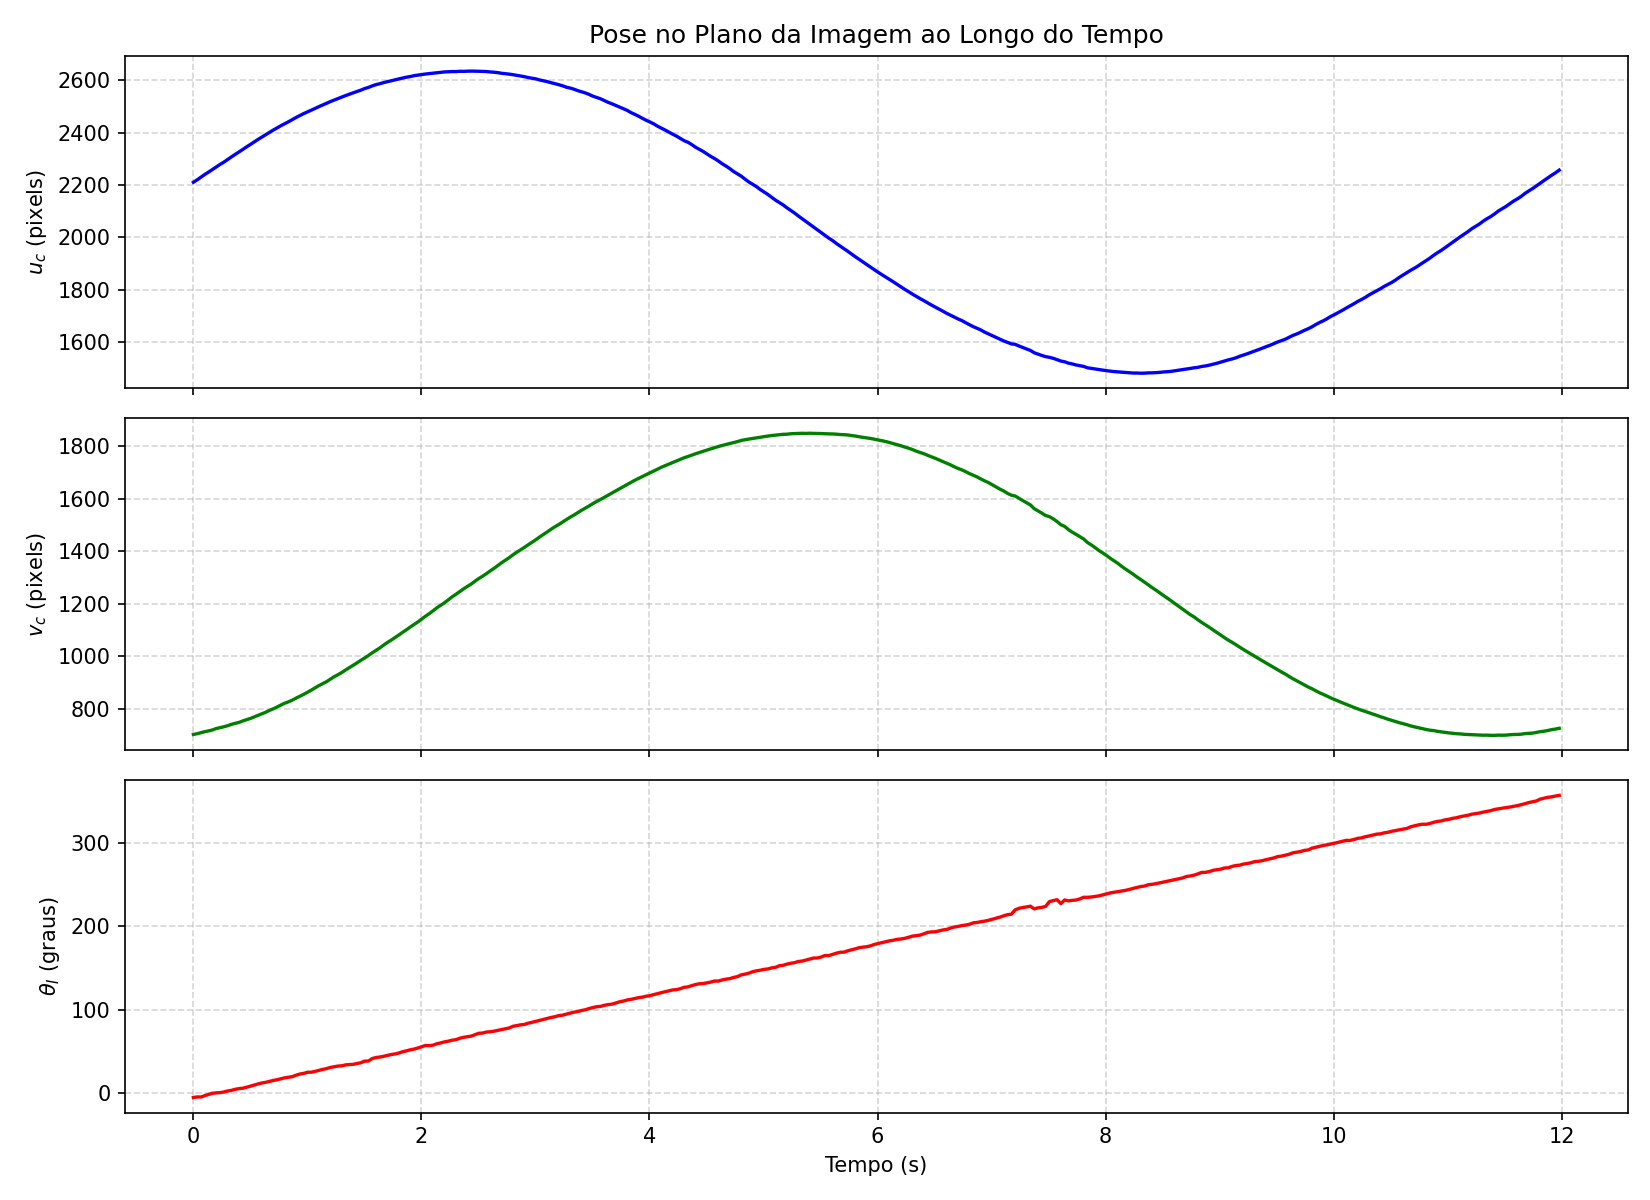 Pose no Plano da Imagem ao Longo do Tempo
2600
2400
2200
2000
1800
1600
u_c (pixels)
1800
1600
1400
1200
1000
800
v_c (pixels)
300
200
100
0
θ_l (graus)
0 2 4 6 8 10 12
Tempo (s)